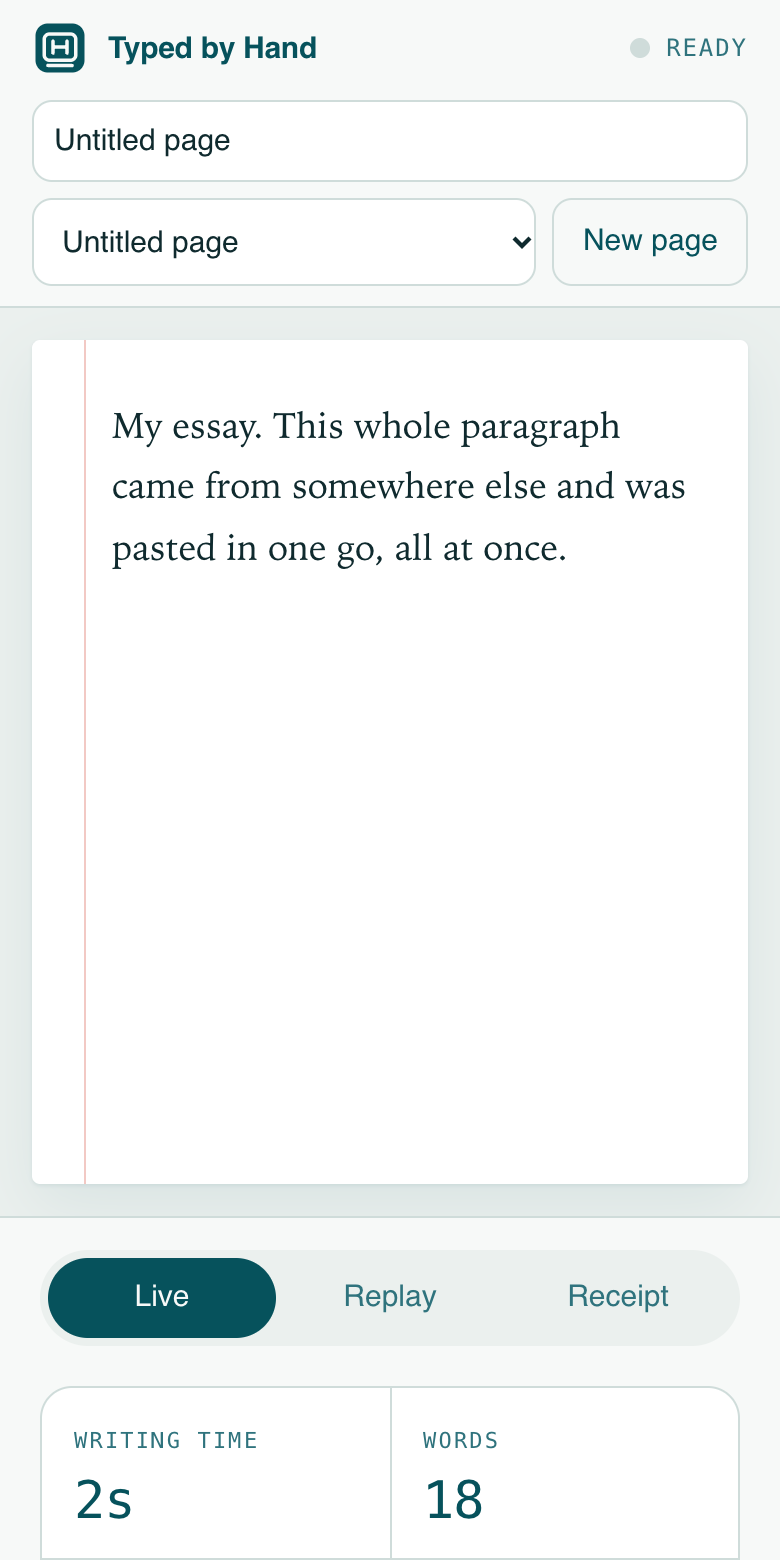 Typed by Hand
READY
Untitled page
Untitled page
New page
My essay. This whole paragraph
came from somewhere else and was
pasted in one go, all at once.
Live
Replay
Receipt
WRITING TIME
WORDS
2s
18